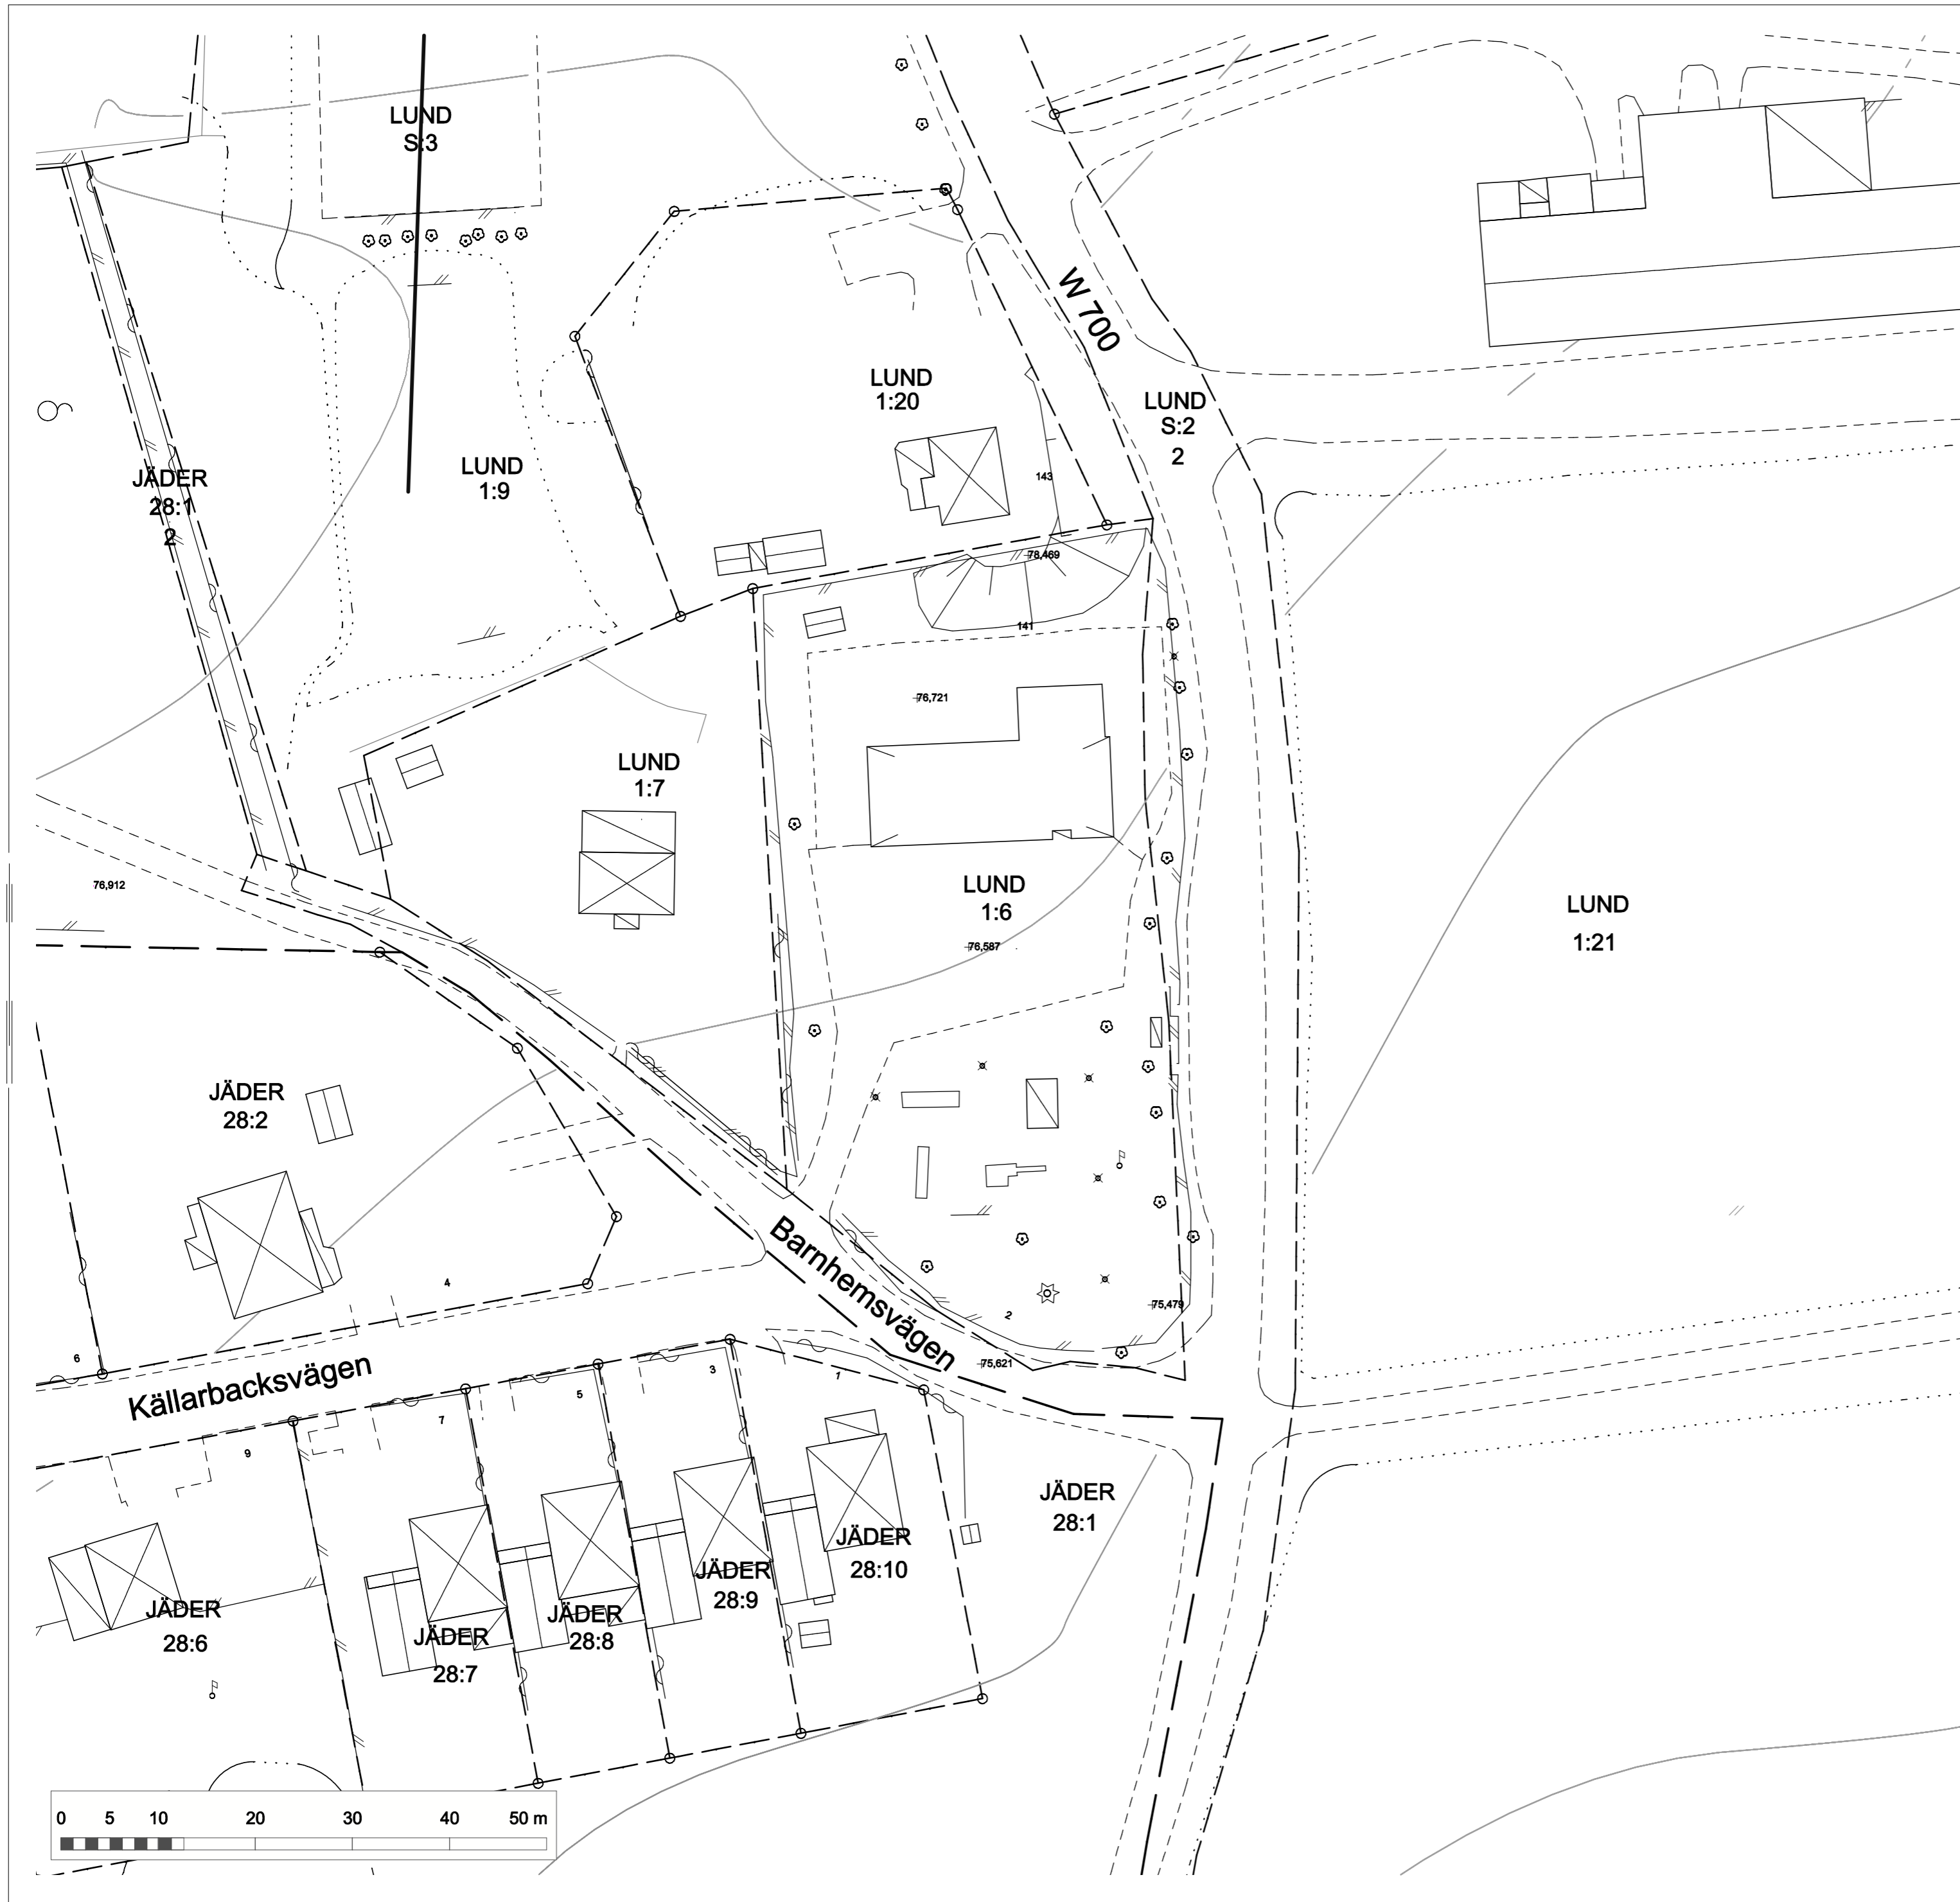 LUND
S:3
W 700
LUND
1:20
LUND
S:2
2
LUND
1:9
JÄDER
28:1
2
143
78,469
141
76,721
LUND
1:7
76,912
LUND
1:6
76,587
LUND
1:21
JÄDER
28:2
4
Barnhemsvägen
2
75,479
75,621
6
Källarbacksvägen
3
1
5
7
9
JÄDER
28:1
JÄDER
28:10
JÄDER
28:9
JÄDER
28:8
JÄDER
28:6
JÄDER
28:7
0 5 10 20 30 40 50 m